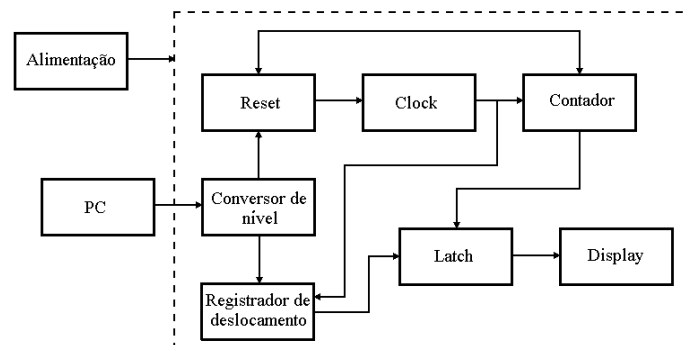 Alimentação
Reset
Clock
Contador
PC
Conversor de
nível
Latch
Display
Registrador de
deslocamento